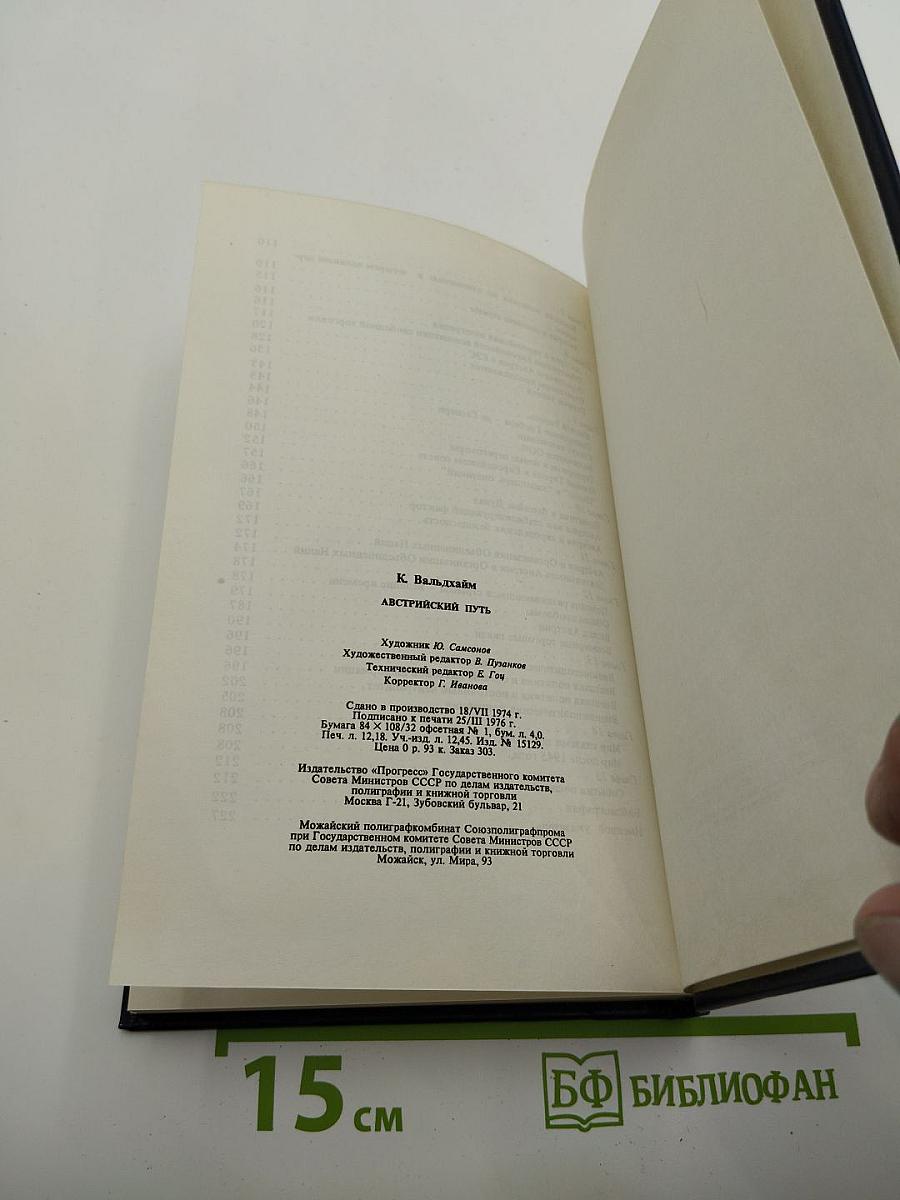 К. Вальдхайм
АВСТРИЙСКИЙ ПУТЬ
Художник Ю. Самсонов
Художественный редактор В. Пузанков
Технический редактор Е. Гоц
Корректор Г. Иванова
Сдано в производство 18/VII 1974 г.
Подписано к печати 25/III 1976 г.
Бумага 84 × 108/32 офсетная № 1, бум. л. 4,0.
Печ. л. 12,18. Уч.-изд. л. 12,45. Изд. № 15129.
Цена 0 р. 93 к. Заказ 303.
Издательство «Прогресс» Государственного комитета
Совета Министров СССР по делам издательств,
полиграфии и книжной торговли
Москва Г-21, Зубовский бульвар, 21
Можайский полиграфкомбинат Союзполиграфпрома
при Государственном комитете Совета Министров СССР
по делам издательств, полиграфии и книжной торговли
Можайск, ул. Мира, 93
15 см
БФ БИБЛИОФАН